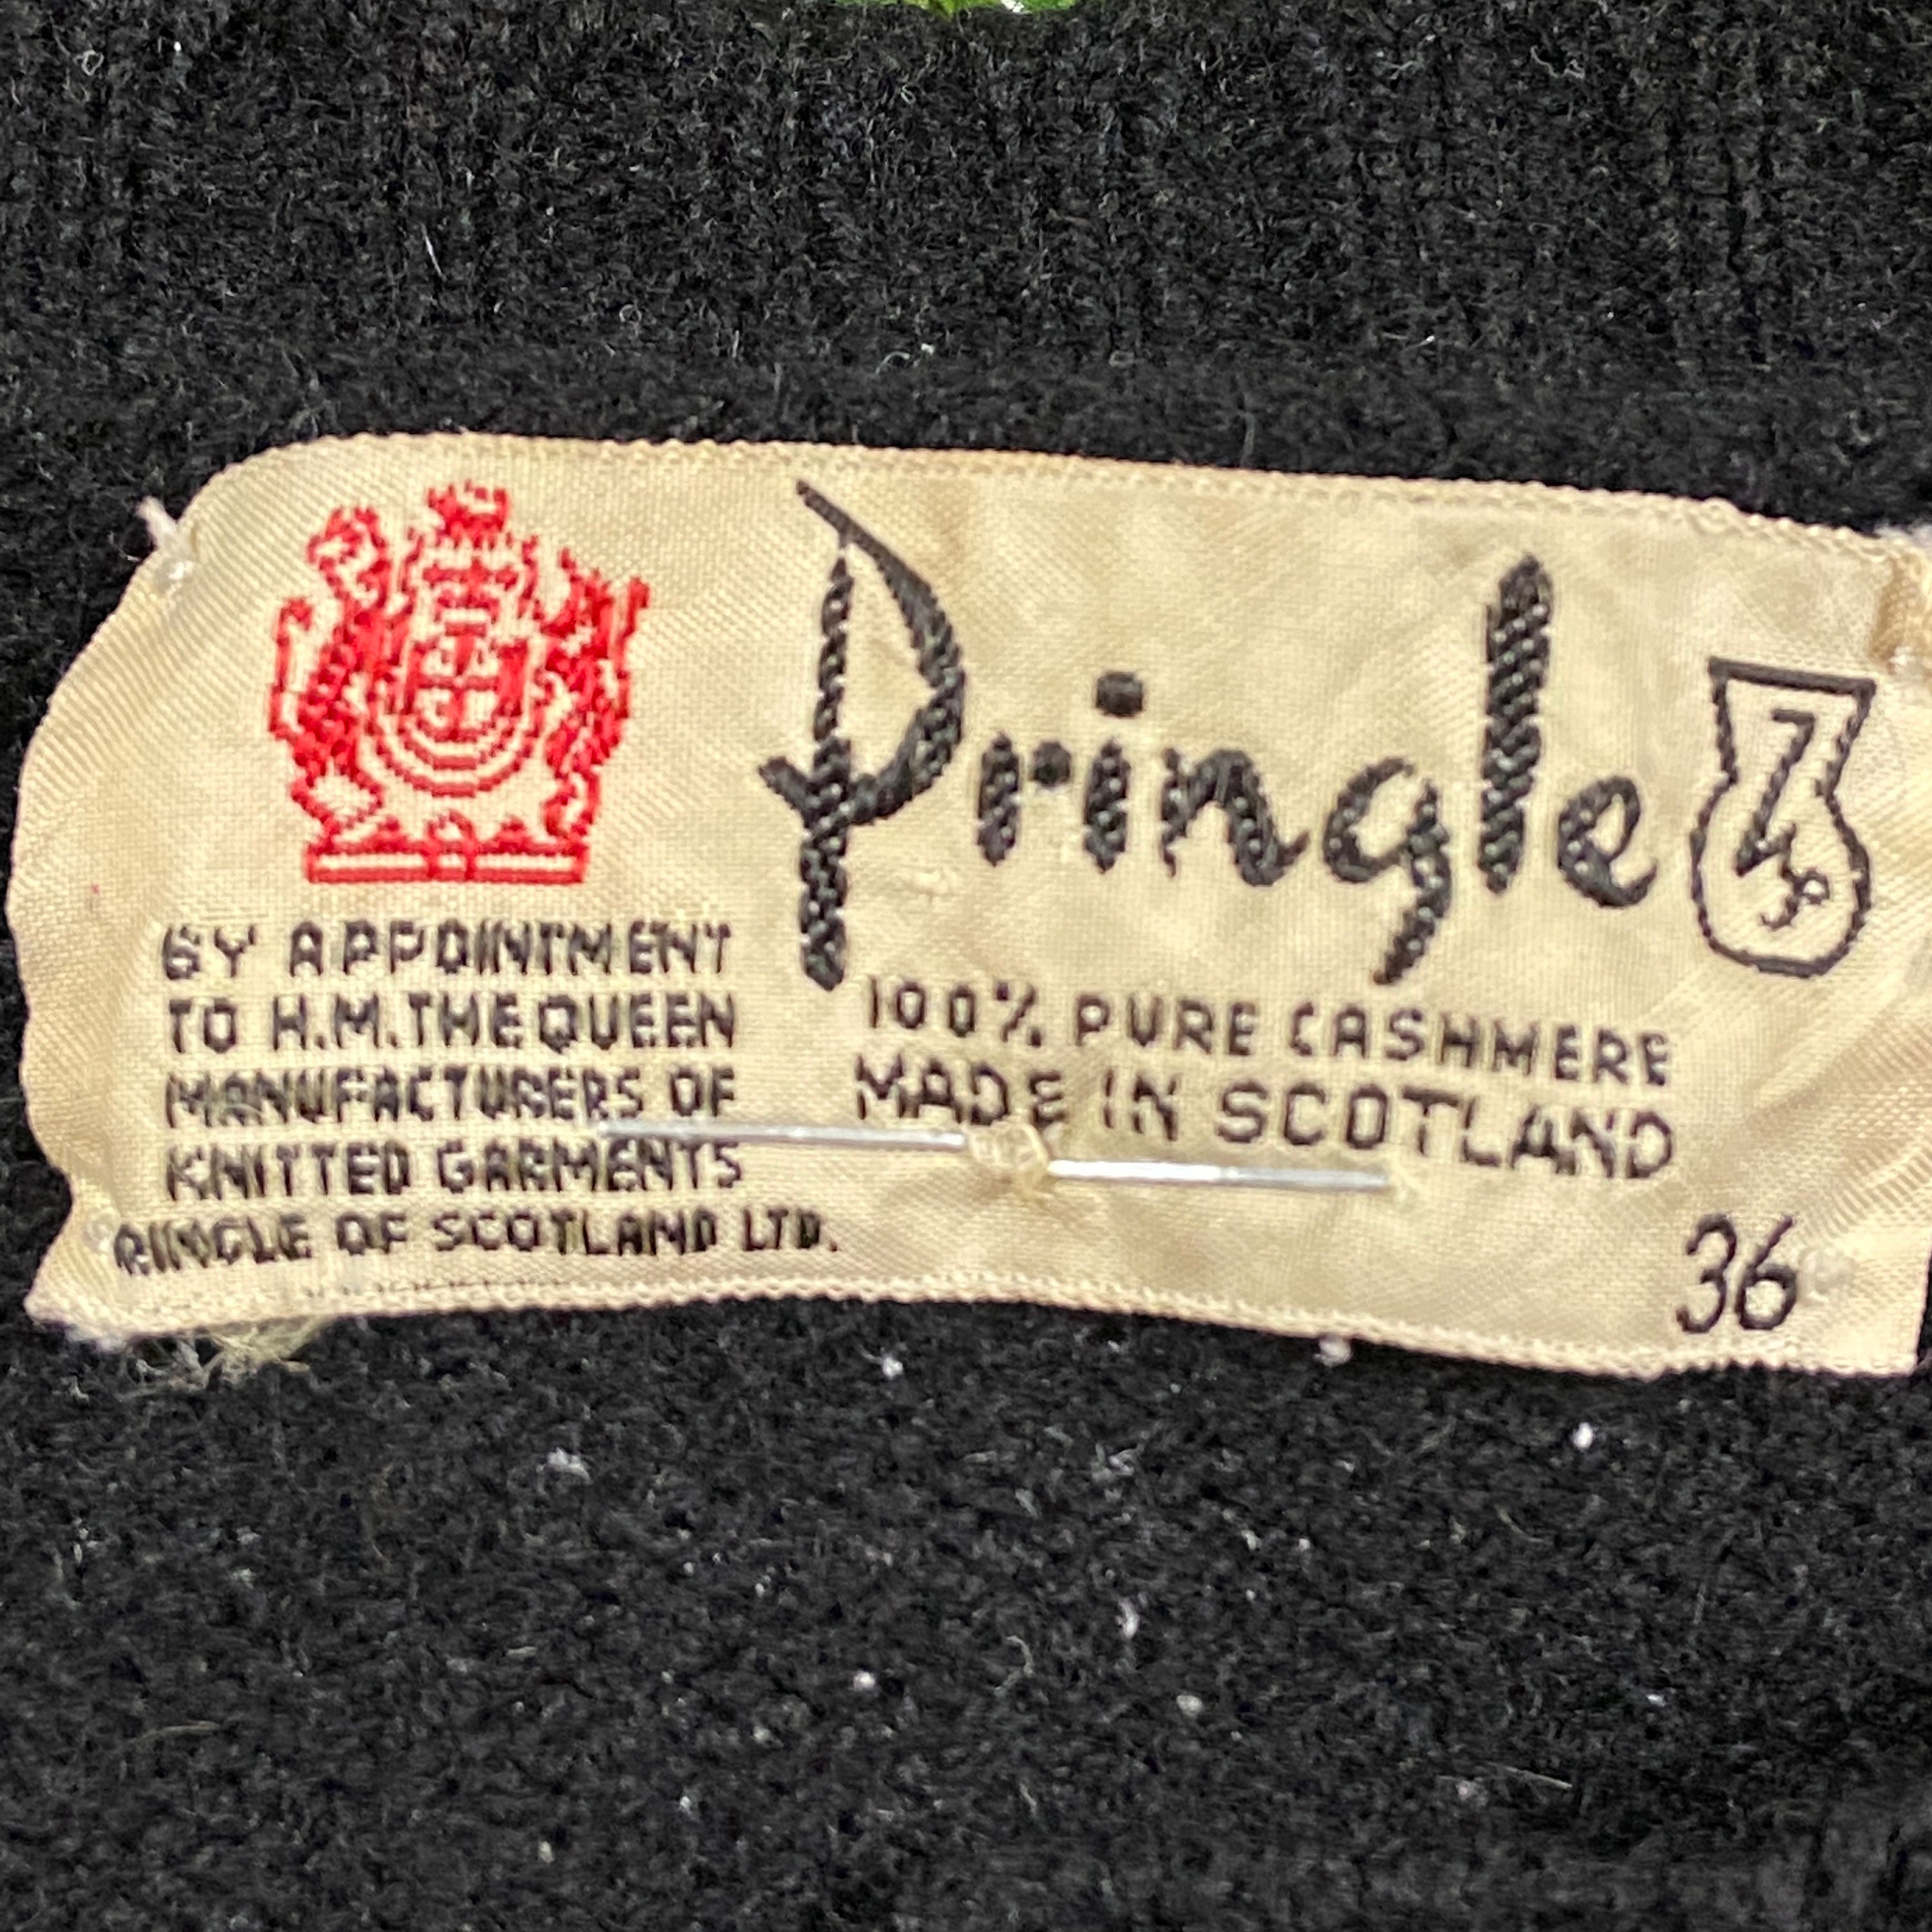 Pringle
BY APPOINTMENT
TO H.M. THE QUEEN
MANUFACTURERS OF
KNITTED GARMENTS
RINGLE OF SCOTLAND LTD.
100% PURE CASHMERE
MADE IN SCOTLAND
36